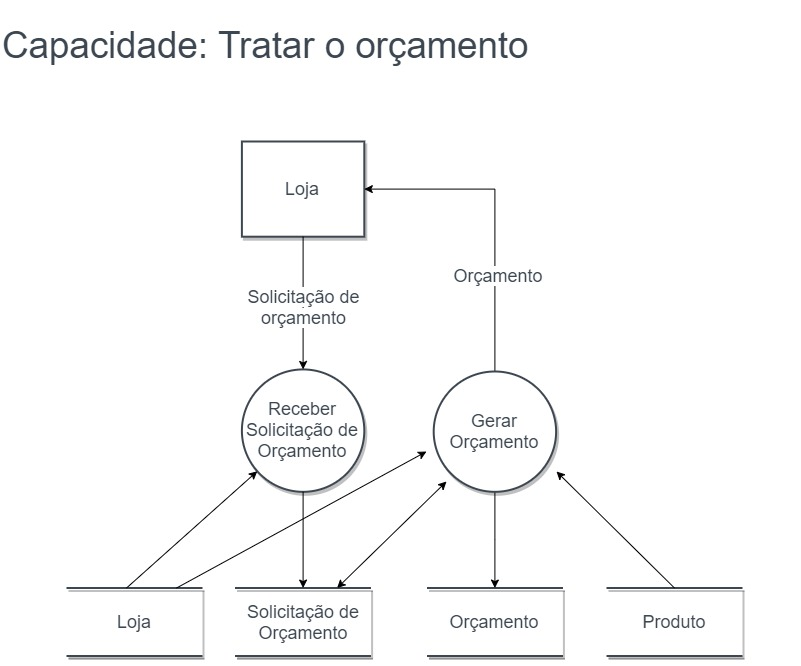 Capacidade: Tratar o orçamento
Loja
Orçamento
Solicitação de
orçamento
Receber
Solicitação de
Orçamento
Gerar
Orçamento
Loja
Solicitação de
Orçamento
Orçamento
Produto